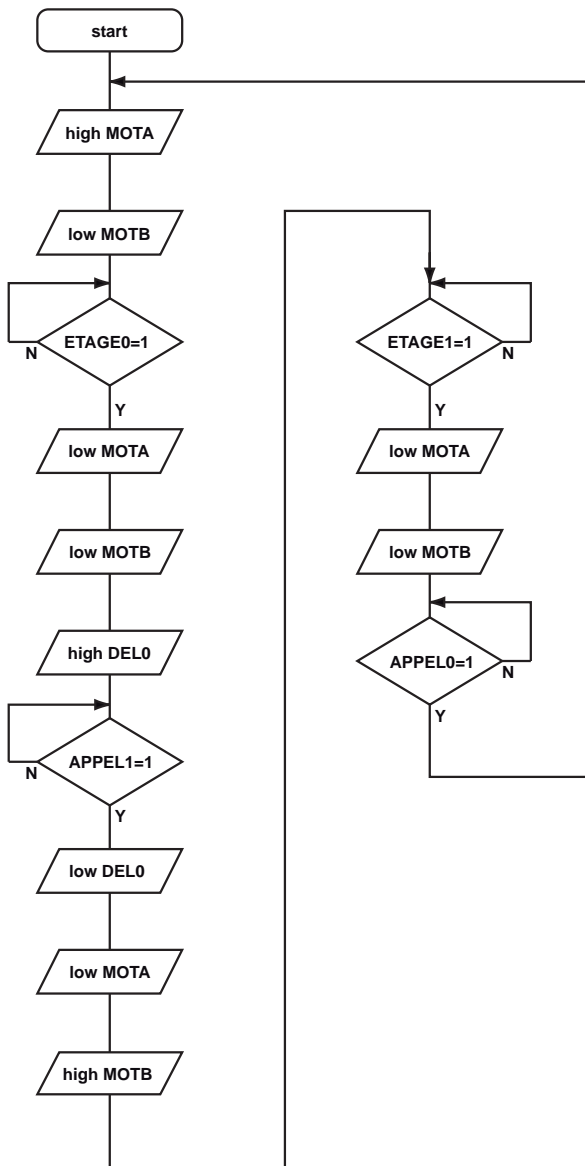 start
high MOTA
low MOTB
ETAGE0=1
N
Y
low MOTA
low MOTB
high DEL0
APPEL1=1
N
Y
low DEL0
low MOTA
high MOTB
ETAGE1=1
N
Y
low MOTA
low MOTB
APPEL0=1
N
Y